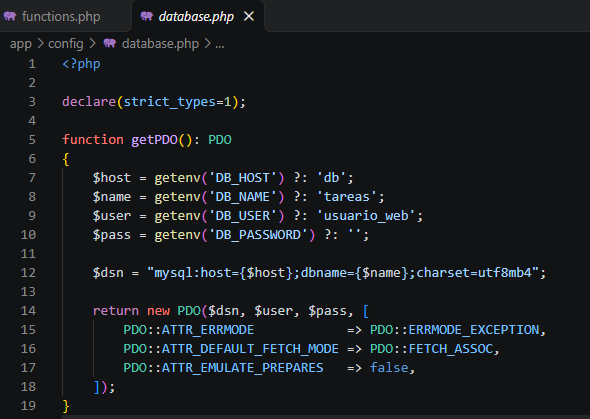 functions.php database.php ×
app > config > database.php > ...
1 <?php
2
3 declare(strict_types=1);
4
5 function getPDO(): PDO
6 {
7     $host = getenv('DB_HOST') ?: 'db';
8     $name = getenv('DB_NAME') ?: 'tareas';
9     $user = getenv('DB_USER') ?: 'usuario_web';
10     $pass = getenv('DB_PASSWORD') ?: '';
11
12     $dsn = "mysql:host={$host};dbname={$name};charset=utf8mb4";
13
14     return new PDO($dsn, $user, $pass, [
15         PDO::ATTR_ERRMODE            => PDO::ERRMODE_EXCEPTION,
16         PDO::ATTR_DEFAULT_FETCH_MODE => PDO::FETCH_ASSOC,
17         PDO::ATTR_EMULATE_PREPARES   => false,
18     ]);
19 }